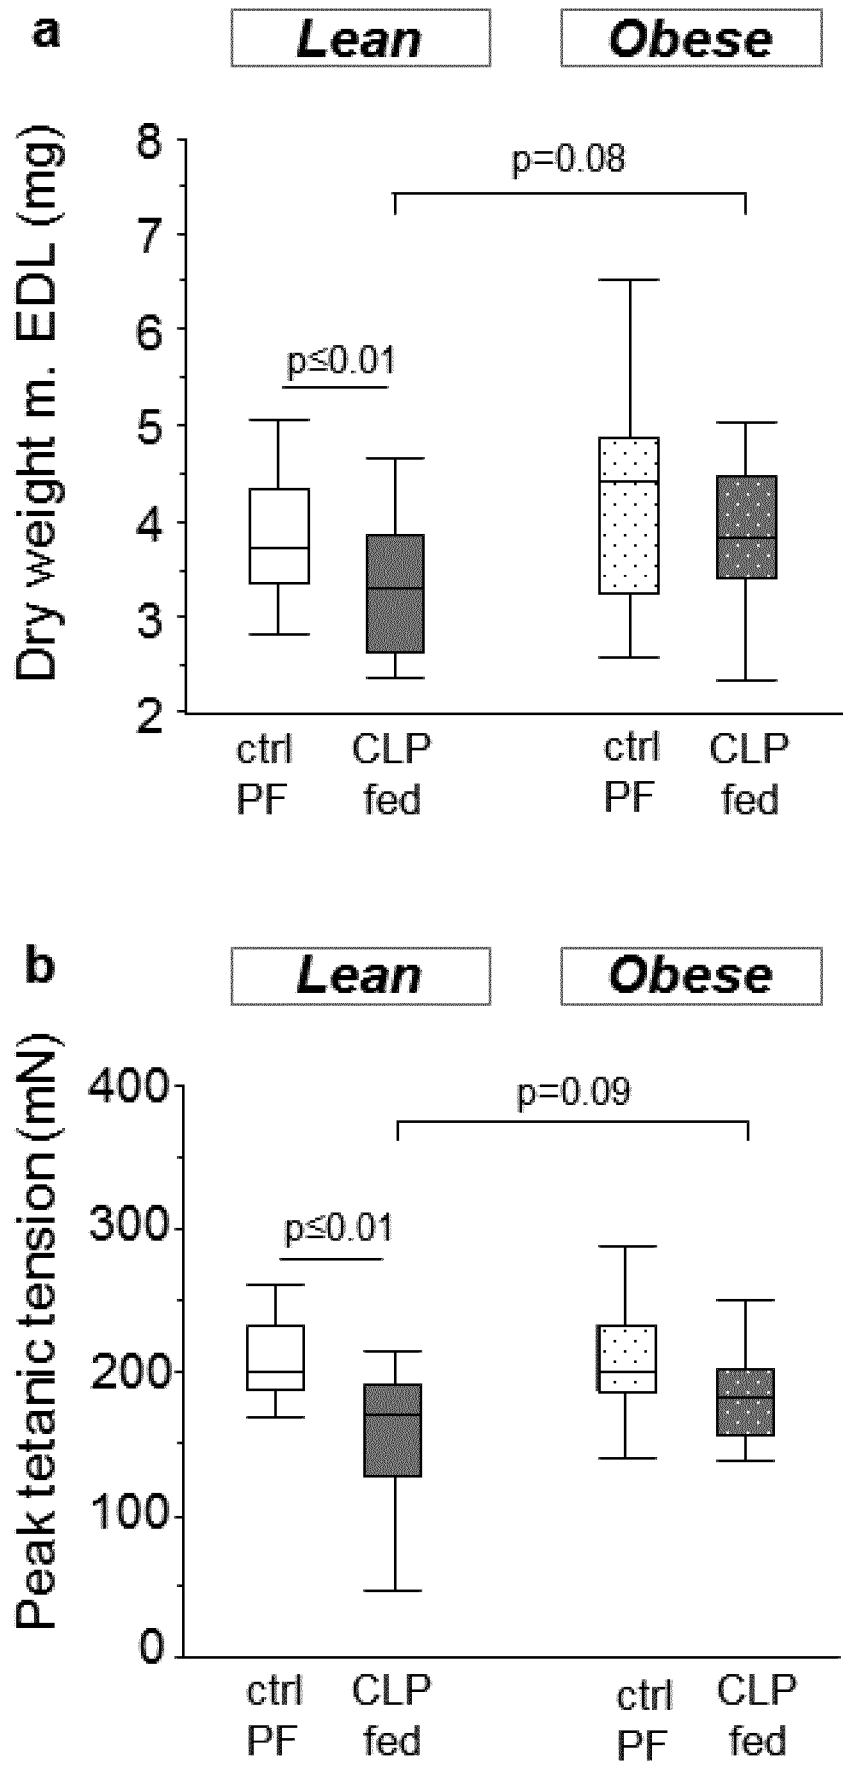 a
Lean Obese
Dry weight m. EDL (mg)
8
7
6
5
4
3
2
p=0.08
p≤0.01
ctrl CLP ctrl CLP
PF fed PF fed
b
Lean Obese
Peak tetanic tension (mN)
400
300
200
100
0
p=0.09
p≤0.01
ctrl CLP ctrl CLP
PF fed PF fed